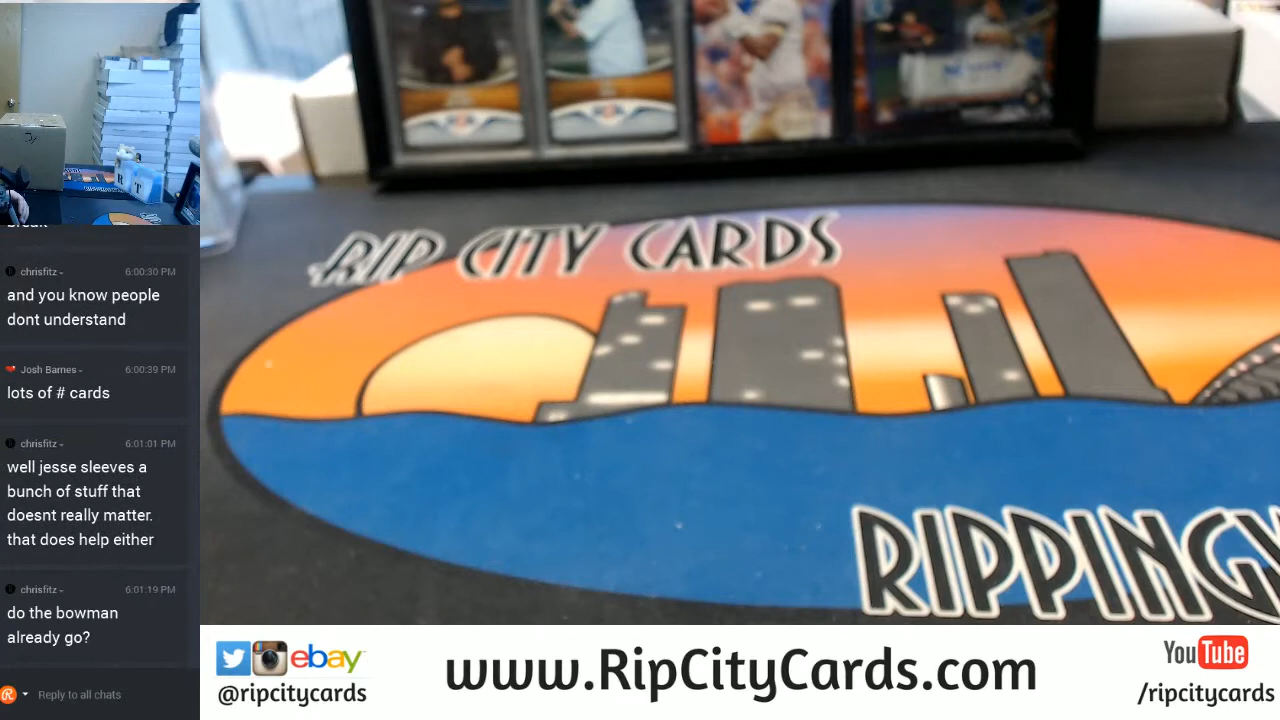 chrisfitz
6:00:30 PM
and you know people
dont understand
Josh Barnes
6:00:39 PM
lots of # cards
chrisfitz
6:01:01 PM
well jesse sleeves a
bunch of stuff that
doesnt really matter.
that does help either
chrisfitz
6:01:19 PM
do the bowman
already go?
Reply to all chats
RIP CITY CARDS
RIPPING
ebay
@ripcitycards
www.RipCityCards.com
YouTube
/ripcitycards